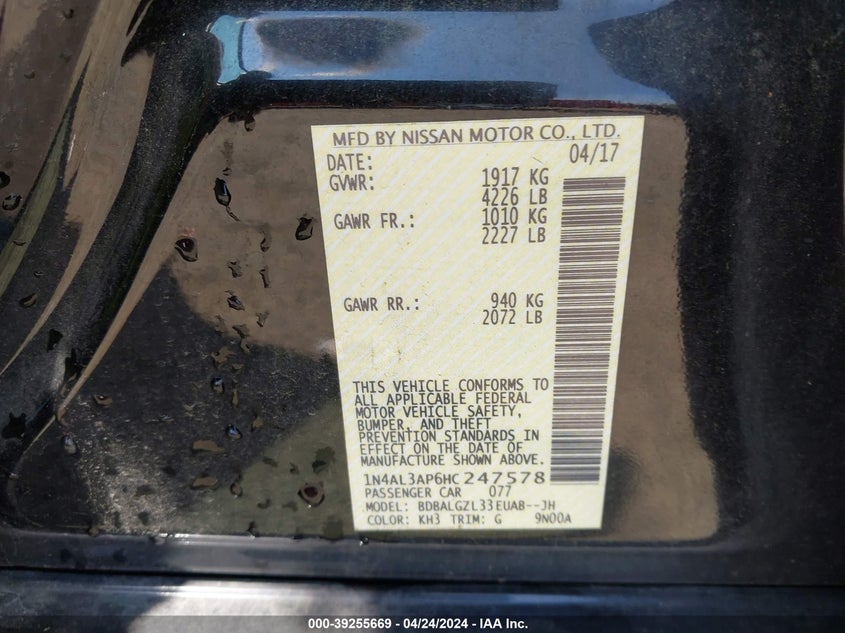 MFD BY NISSAN MOTOR CO., LTD.
DATE: 04/17
GVWR: 1917 KG
4226 LB
GAWR FR.: 1010 KG
2227 LB
GAWR RR.: 940 KG
2072 LB
THIS VEHICLE CONFORMS TO
ALL APPLICABLE FEDERAL
MOTOR VEHICLE SAFETY,
BUMPER, AND THEFT
PREVENTION STANDARDS IN
EFFECT ON THE DATE OF
MANUFACTURE SHOWN ABOVE.
1N4AL3AP6HC247578
PASSENGER CAR 077
MODEL: BDBALGZL33EUAB--JH
COLOR: KH3 TRIM: G 9N00A
000-39255669 - 04/24/2024 - IAA Inc.